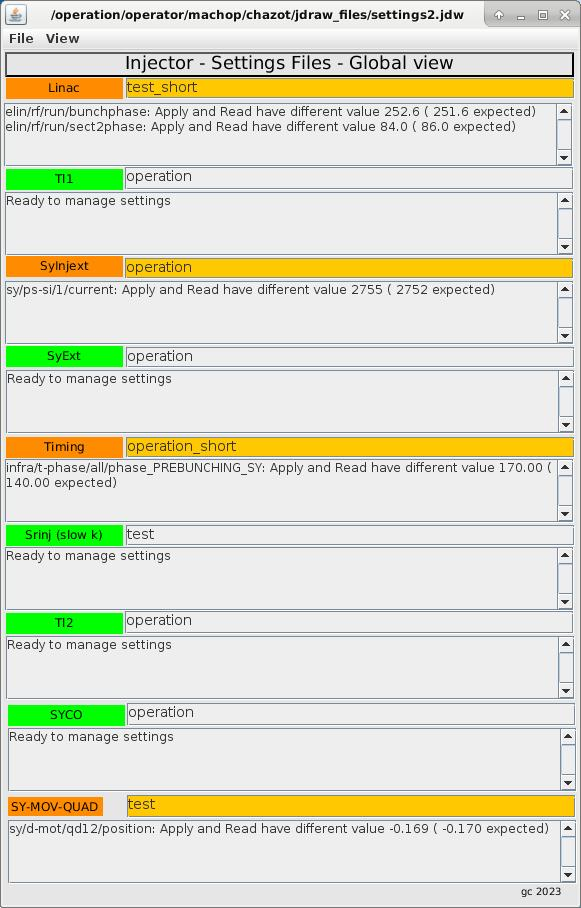 /operation/operator/machop/chazot/jdraw_files/settings2.jdw
File View
Injector - Settings Files - Global view
Linac test_short
elin/rf/run/bunchphase: Apply and Read have different value 252.6 ( 251.6 expected)
elin/rf/run/sect2phase: Apply and Read have different value 84.0 ( 86.0 expected)
Tl1 operation
Ready to manage settings
SyInjext operation
sy/ps-si/1/current: Apply and Read have different value 2755 ( 2752 expected)
SyExt operation
Ready to manage settings
Timing operation_short
infra/t-phase/all/phase_PREBUNCHING_SY: Apply and Read have different value 170.00 (
140.00 expected)
Srinj (slow k) test
Ready to manage settings
Tl2 operation
Ready to manage settings
SYCO operation
Ready to manage settings
SY-MOV-QUAD test
sy/d-mot/qd12/position: Apply and Read have different value -0.169 ( -0.170 expected)
gc 2023